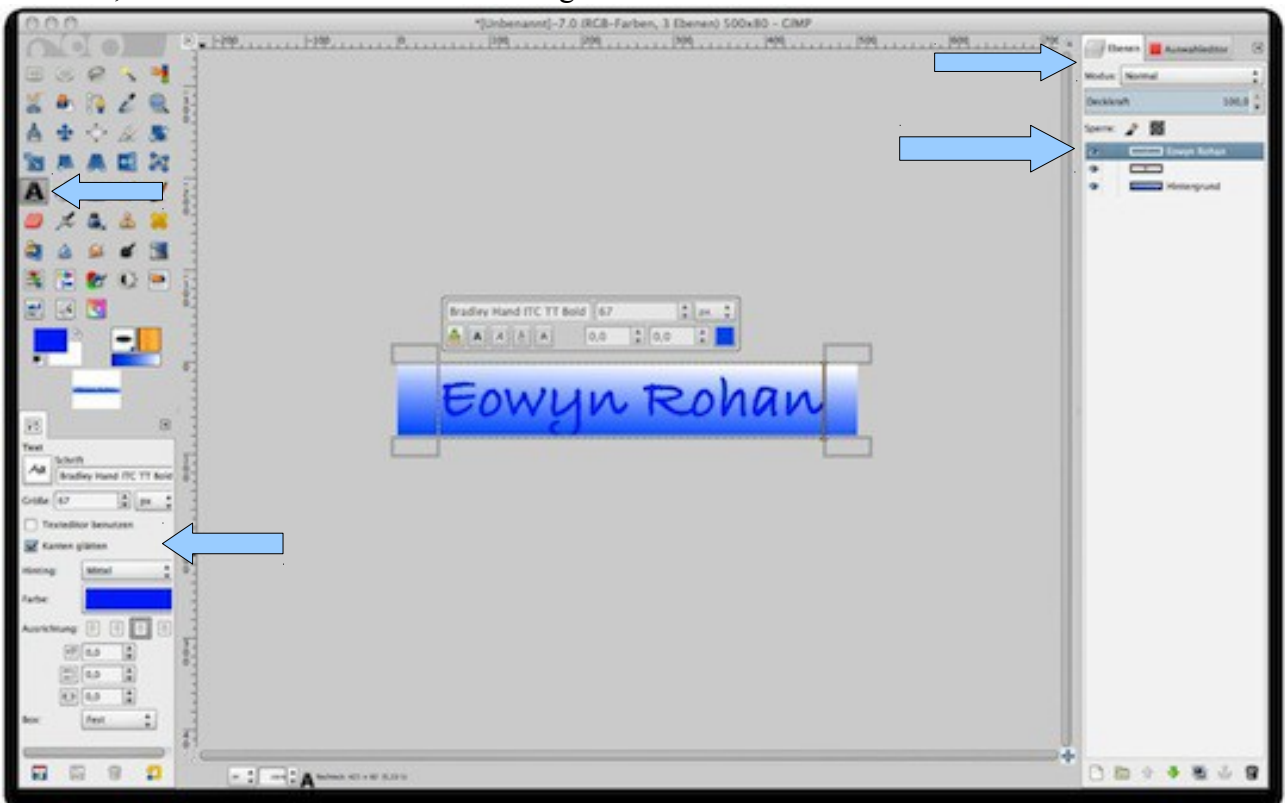 *[Unbenannt]-7.0 (RGB-Farben, 3 Ebenen) 500x80 – GIMP
Ebenen
Auswahleditor
Modus: Normal
Deckkraft 100,0
Sperre:
Eowyn Rohan
Hintergrund
Bradley Hand ITC TT Bold 67 px
0,0 0,0
Eowyn Rohan
Text
Schrift
Bradley Hand ITC TT Bold
Größe: 67 px
Texteditor benutzen
Kanten glätten
Hinting: Mittel
Farbe:
Ausrichtung:
0,0
0,0
0,0
Box: Fest